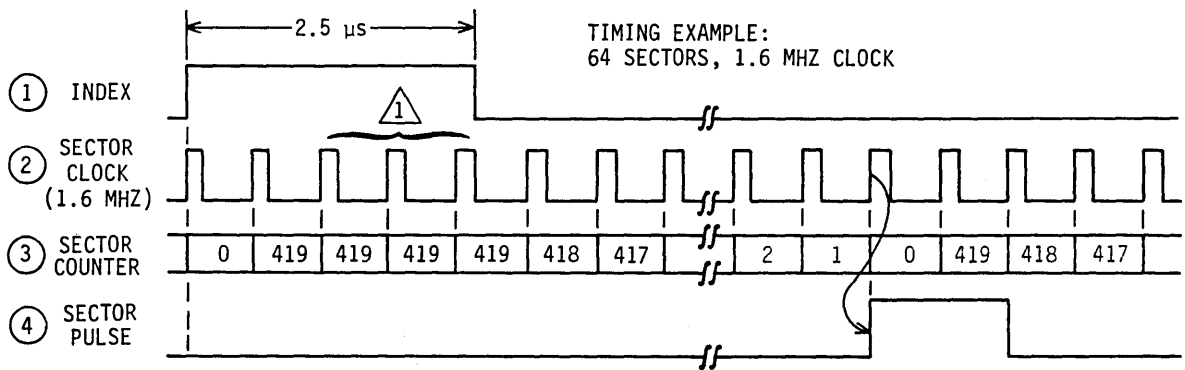 2.5 µs
TIMING EXAMPLE:
64 SECTORS, 1.6 MHZ CLOCK
1 INDEX
1
2 SECTOR
CLOCK
(1.6 MHZ)
3 SECTOR
COUNTER
0 419 419 419 419 418 417 2 1 0 419 418 417
4 SECTOR
PULSE